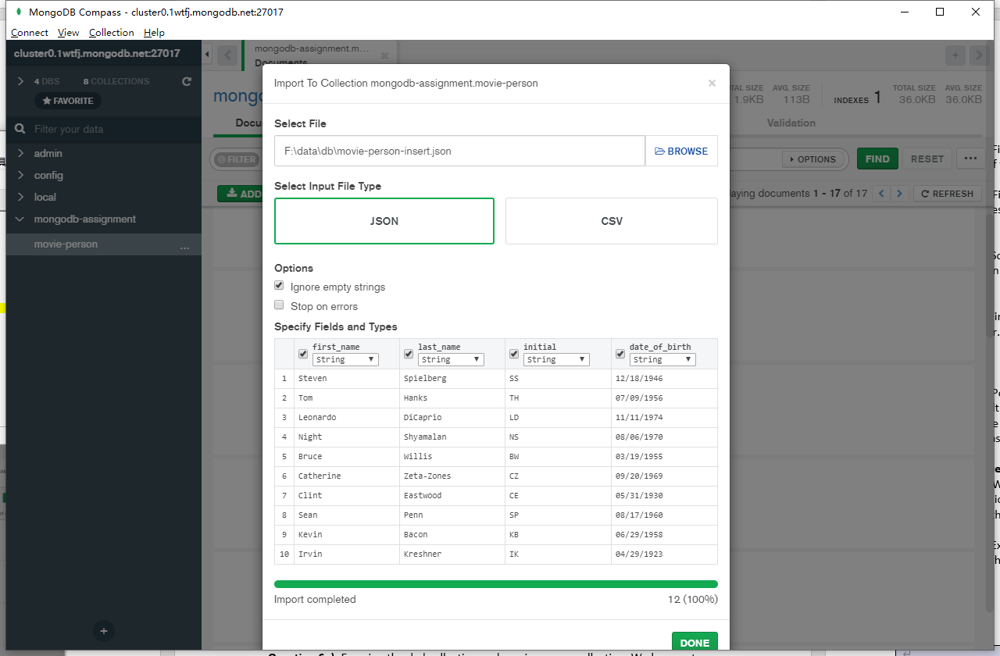 MongoDB Compass - cluster0.1wtfj.mongodb.net:27017
Connect View Collection Help
cluster0.1wtfj.mongodb.net:27017
4 DBS 8 COLLECTIONS
FAVORITE
Filter your data
admin
config
local
mongodb-assignment
movie-person
...
mongodb-assignment.m...
Documents
Import To Collection mongodb-assignment.movie-person
AVG. SIZE
1.9KB 113B
INDEXES 1
TOTAL SIZE AVG. SIZE
36.0KB 36.0KB
Validation
FILTER
OPTIONS
FIND
RESET
ADD
documents 1 - 17 of 17
REFRESH
Select File
F:\data\db\movie-person-insert.json
BROWSE
Select Input File Type
JSON CSV
Options
Ignore empty strings
Stop on errors
Specify Fields and Types
first_name last_name initial date_of_birth
String String String String
1 Steven Spielberg SS 12/18/1946
2 Tom Hanks TH 07/09/1956
3 Leonardo DiCaprio LD 11/11/1974
4 Night Shyamalan NS 08/06/1970
5 Bruce Willis BW 03/19/1955
6 Catherine Zeta-Zones CZ 09/20/1969
7 Clint Eastwood CE 05/31/1930
8 Sean Penn SP 08/17/1960
9 Kevin Bacon KB 06/29/1958
10 Irvin Kreshner IK 04/29/1923
Import completed 12 (100%)
DONE